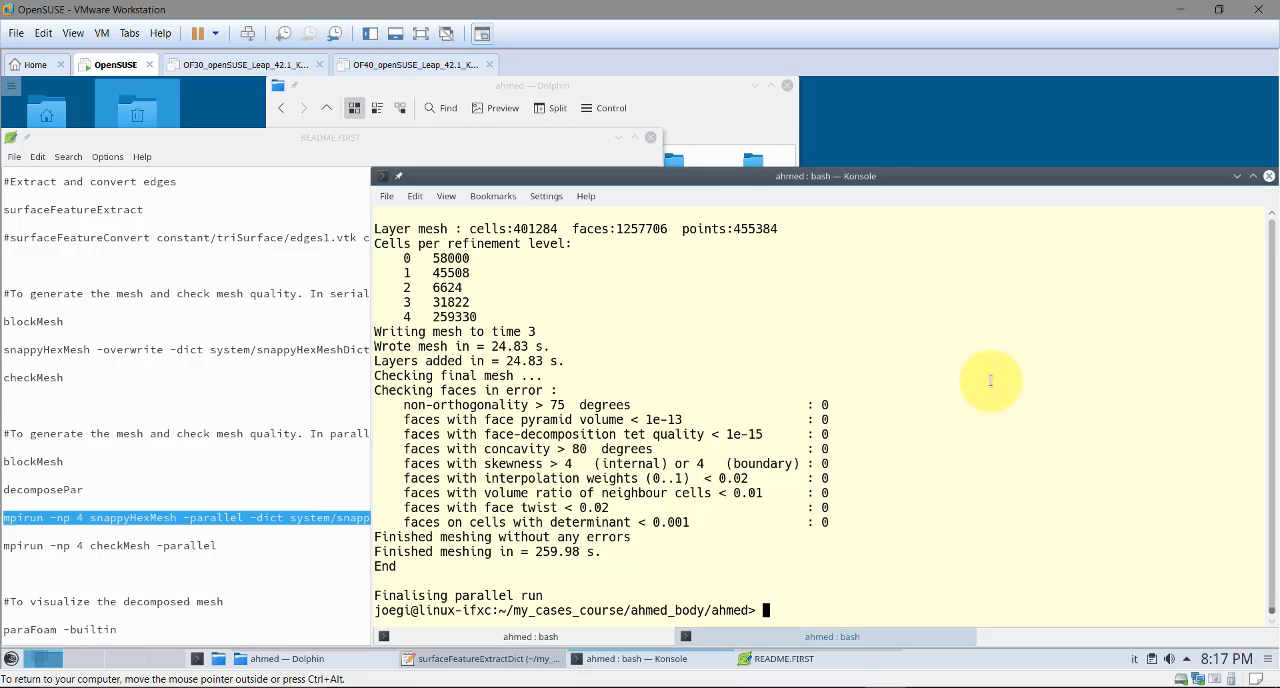 OpenSUSE - VMware Workstation
File Edit View VM Tabs Help
Home OpenSUSE OF30_openSUSE_Leap_42.1_K... OF40_openSUSE_Leap_42.1_K...
ahmed — Dolphin
Find Preview Split Control
README.FIRST
File Edit Search Options Help
#Extract and convert edges
surfaceFeatureExtract
#surfaceFeatureConvert constant/triSurface/edges1.vtk c
#To generate the mesh and check mesh quality. In serial
blockMesh
snappyHexMesh -overwrite -dict system/snappyHexMeshDict
checkMesh
#To generate the mesh and check mesh quality. In parall
blockMesh
decomposePar
mpirun -np 4 snappyHexMesh -parallel -dict system/snapp
mpirun -np 4 checkMesh -parallel
#To visualize the decomposed mesh
paraFoam -builtin
ahmed : bash — Konsole
File Edit View Bookmarks Settings Help
Layer mesh : cells:401284 faces:1257706 points:455384
Cells per refinement level:
0 58000
1 45508
2 6624
3 31822
4 259330
Writing mesh to time 3
Wrote mesh in = 24.83 s.
Layers added in = 24.83 s.
Checking final mesh ...
Checking faces in error :
non-orthogonality > 75 degrees : 0
faces with face pyramid volume < 1e-13 : 0
faces with face-decomposition tet quality < 1e-15 : 0
faces with concavity > 80 degrees : 0
faces with skewness > 4 (internal) or 4 (boundary) : 0
faces with interpolation weights (0..1) < 0.02 : 0
faces with volume ratio of neighbour cells < 0.01 : 0
faces with face twist < 0.02 : 0
faces on cells with determinant < 0.001 : 0
Finished meshing without any errors
Finished meshing in = 259.98 s.
End
Finalising parallel run
joegi@linux-ifxc:~/my_cases_course/ahmed_body/ahmed>
ahmed : bash ahmed : bash
ahmed — Dolphin surfaceFeatureExtractDict (~/my_... ahmed : bash — Konsole README.FIRST it 8:17 PM
To return to your computer, move the mouse pointer outside or press Ctrl+Alt.